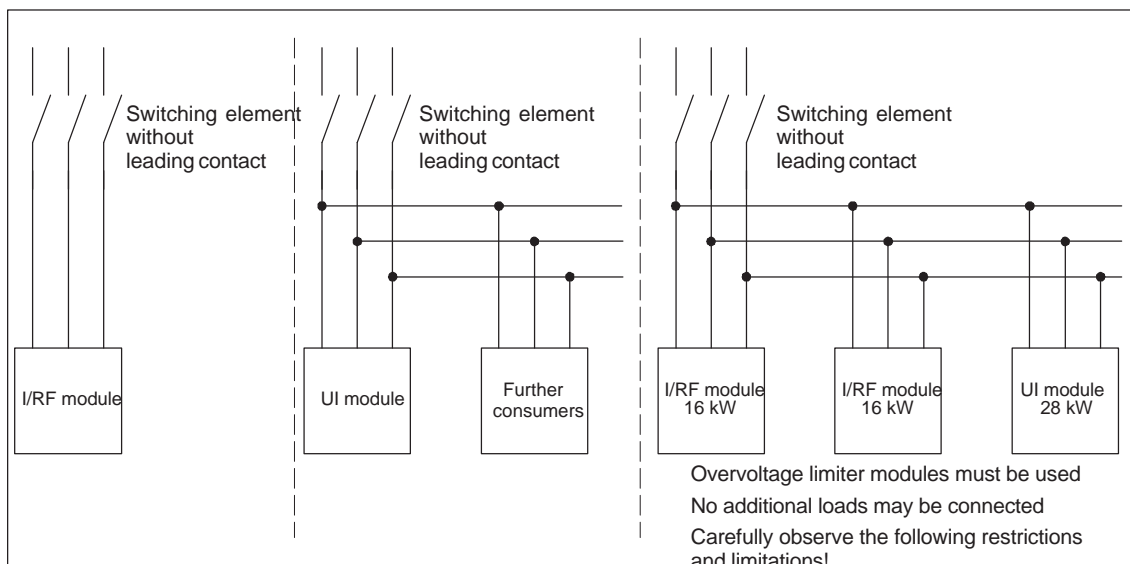 Switching element
without
leading contact
Switching element
without
leading contact
Switching element
without
leading contact
I/RF module
UI module
Further
consumers
I/RF module
16 kW
I/RF module
16 kW
UI module
28 kW
Overvoltage limiter modules must be used
No additional loads may be connected
Carefully observe the following restrictions
and limitations!